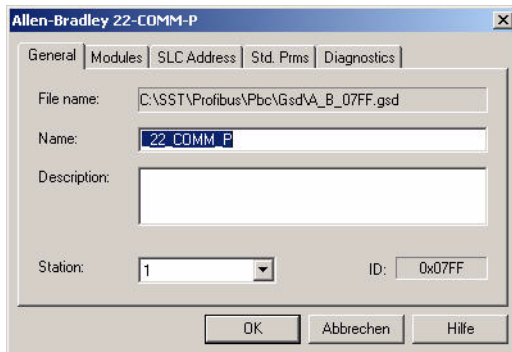 Allen-Bradley 22-COMM-P
General Modules SLC Address Std. Prms Diagnostics
File name: C:\SST\Profibus\Pbc\Gsd\A_B_07FF.gsd
Name: _22_COMM_P
Description:
Station: 1 ID: 0x07FF
OK Abbrechen Hilfe